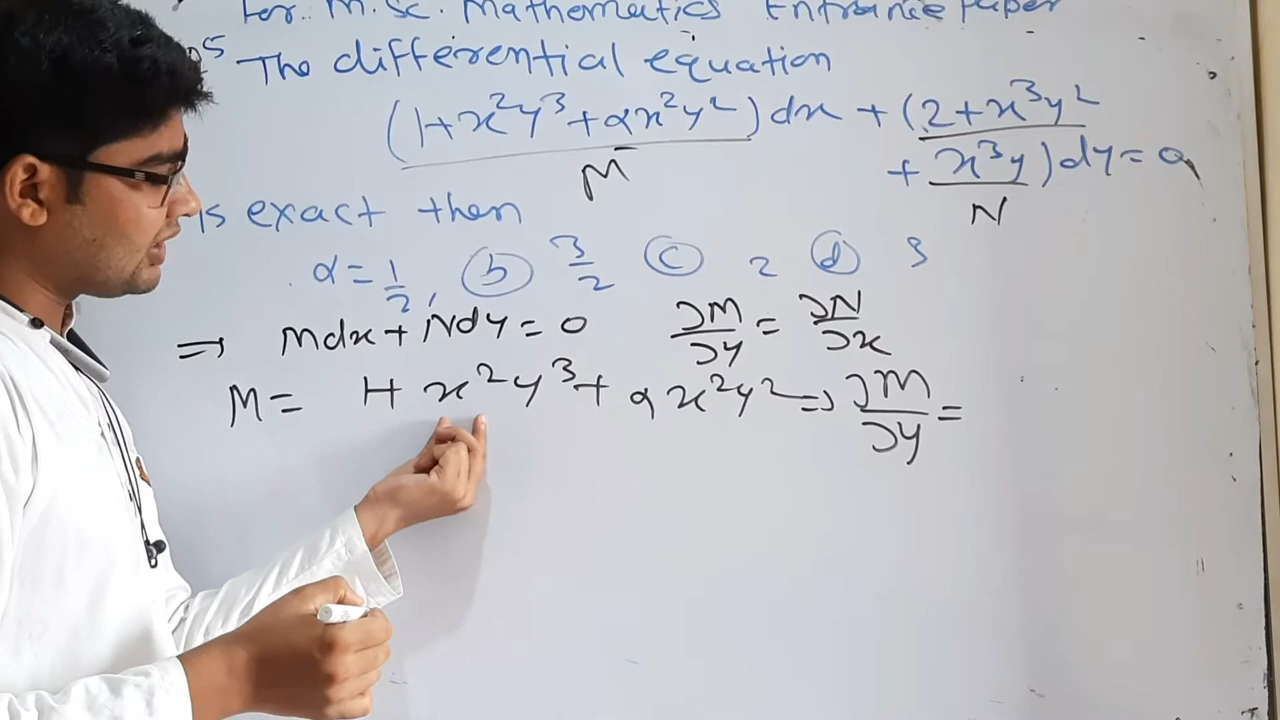 For M.Sc. Mathematics Entrance Paper
The differential equation
(1+x²y³+αx²y²)dx + (2+x³y²
+ x³y)dy=0
M
N
is exact then
α=1/2, (b) 3/2 (c) 2 (d) 3
⇒ Mdx+Ndy=0 ∂M/∂y = ∂N/∂x
M= 1+x²y³+αx²y² ⇒ ∂M/∂y =